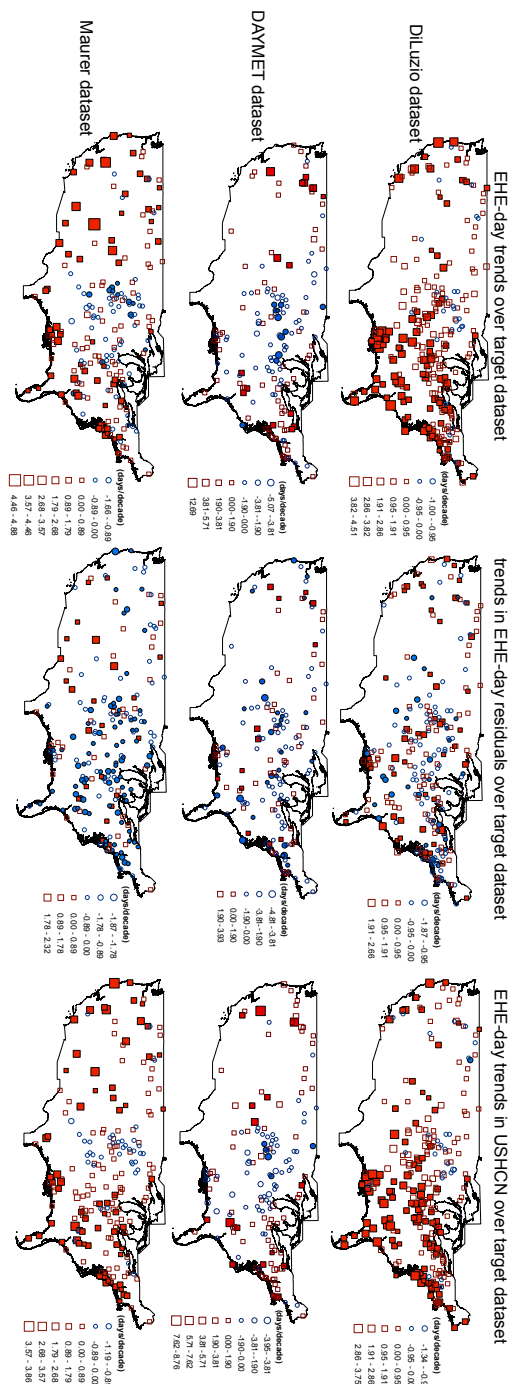 EHE-day trends over target dataset
trends in EHE-day residuals over target dataset
EHE-day trends in USHCN over target dataset
DiLuzio dataset
(days/decade)
-1.00 - -0.95
-0.95 - 0.00
0.00 - 0.95
0.95 - 1.91
1.91 - 2.86
2.86 - 3.82
3.82 - 4.51
(days/decade)
-1.87 - -0.95
-0.95 - 0.00
0.00 - 0.95
0.95 - 1.91
1.91 - 2.66
(days/decade)
-1.34 - -0.9
-0.95 - 0.00
0.00 - 0.95
0.95 - 1.91
1.91 - 2.86
2.86 - 3.75
DAYMET dataset
(days/decade)
-5.07 - -3.81
-3.81 - -1.90
-1.90 - 0.00
0.00 - 1.90
1.90 - 3.81
3.81 - 5.71
12.69
(days/decade)
-4.81 - -3.81
-3.81 - -1.90
-1.90 - 0.00
0.00 - 1.90
1.90 - 3.93
(days/decade)
-3.95 - -3.81
-3.81 - -1.90
-1.90 - 0.00
0.00 - 1.90
1.90 - 3.81
3.81 - 5.71
5.71 - 7.62
7.62 - 8.76
Maurer dataset
(days/decade)
-1.66 - -0.89
-0.89 - 0.00
0.00 - 0.89
0.89 - 1.79
1.79 - 2.68
2.68 - 3.57
3.57 - 4.46
4.46 - 4.88
(days/decade)
-1.87 - -1.78
-1.78 - -0.89
-0.89 - 0.00
0.00 - 0.89
0.89 - 1.78
1.78 - 2.32
(days/decade)
-1.19 - -0.8
-0.89 - 0.00
0.00 - 0.89
0.89 - 1.79
1.79 - 2.68
2.68 - 3.57
3.57 - 3.86